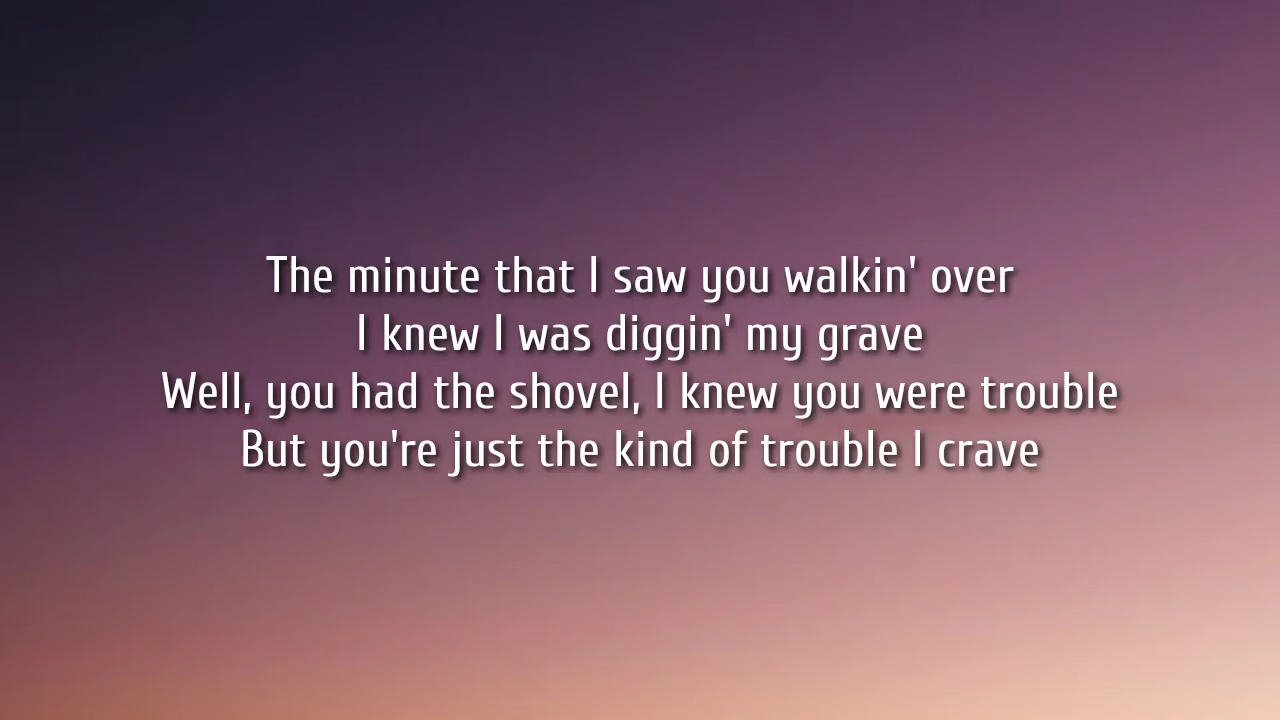 The minute that I saw you walkin' over
I knew I was diggin' my grave
Well, you had the shovel, I knew you were trouble
But you're just the kind of trouble I crave